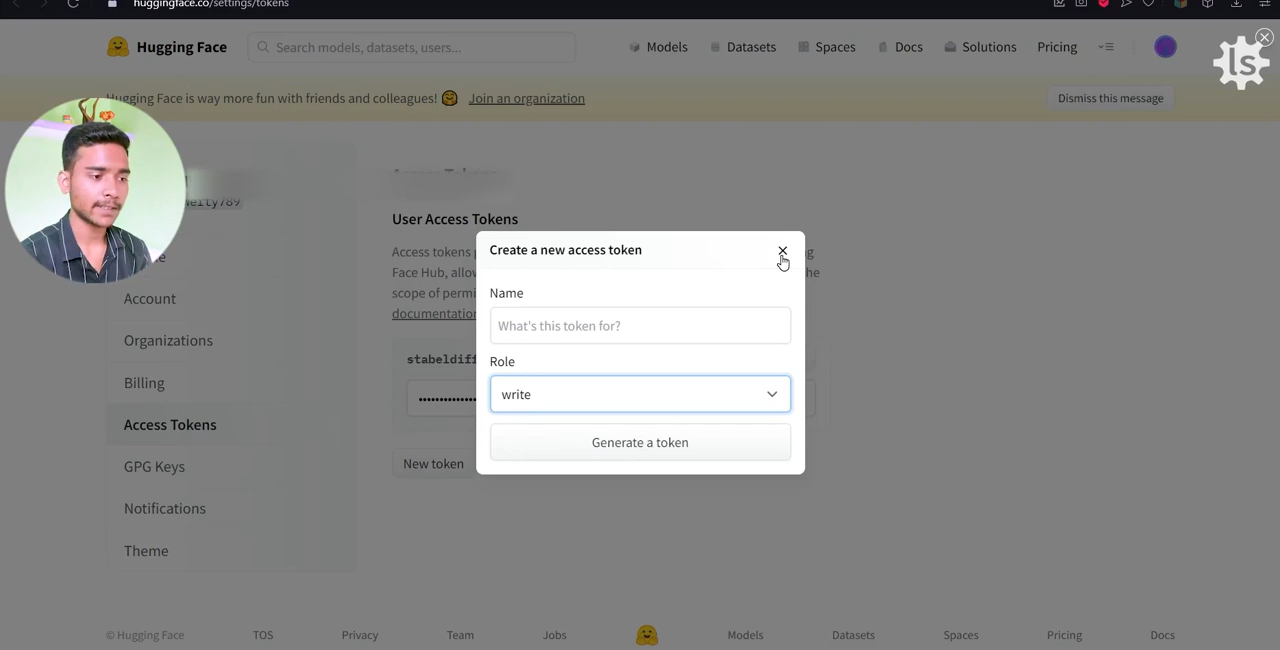 huggingface.co/settings/tokens
Hugging Face
Search models, datasets, users...
Models
Datasets
Spaces
Docs
Solutions
Pricing
ls
Hugging Face is way more fun with friends and colleagues! 🤗 Join an organization
Dismiss this message
User Access Tokens
Access tokens
Face Hub, allow
the
scope of
documentation
Create a new access token
Name
What's this token for?
Role
write
Generate a token
New token
Account
Organizations
Billing
Access Tokens
GPG Keys
Notifications
Theme
© Hugging Face
TOS
Privacy
Team
Jobs
Models
Datasets
Spaces
Pricing
Docs